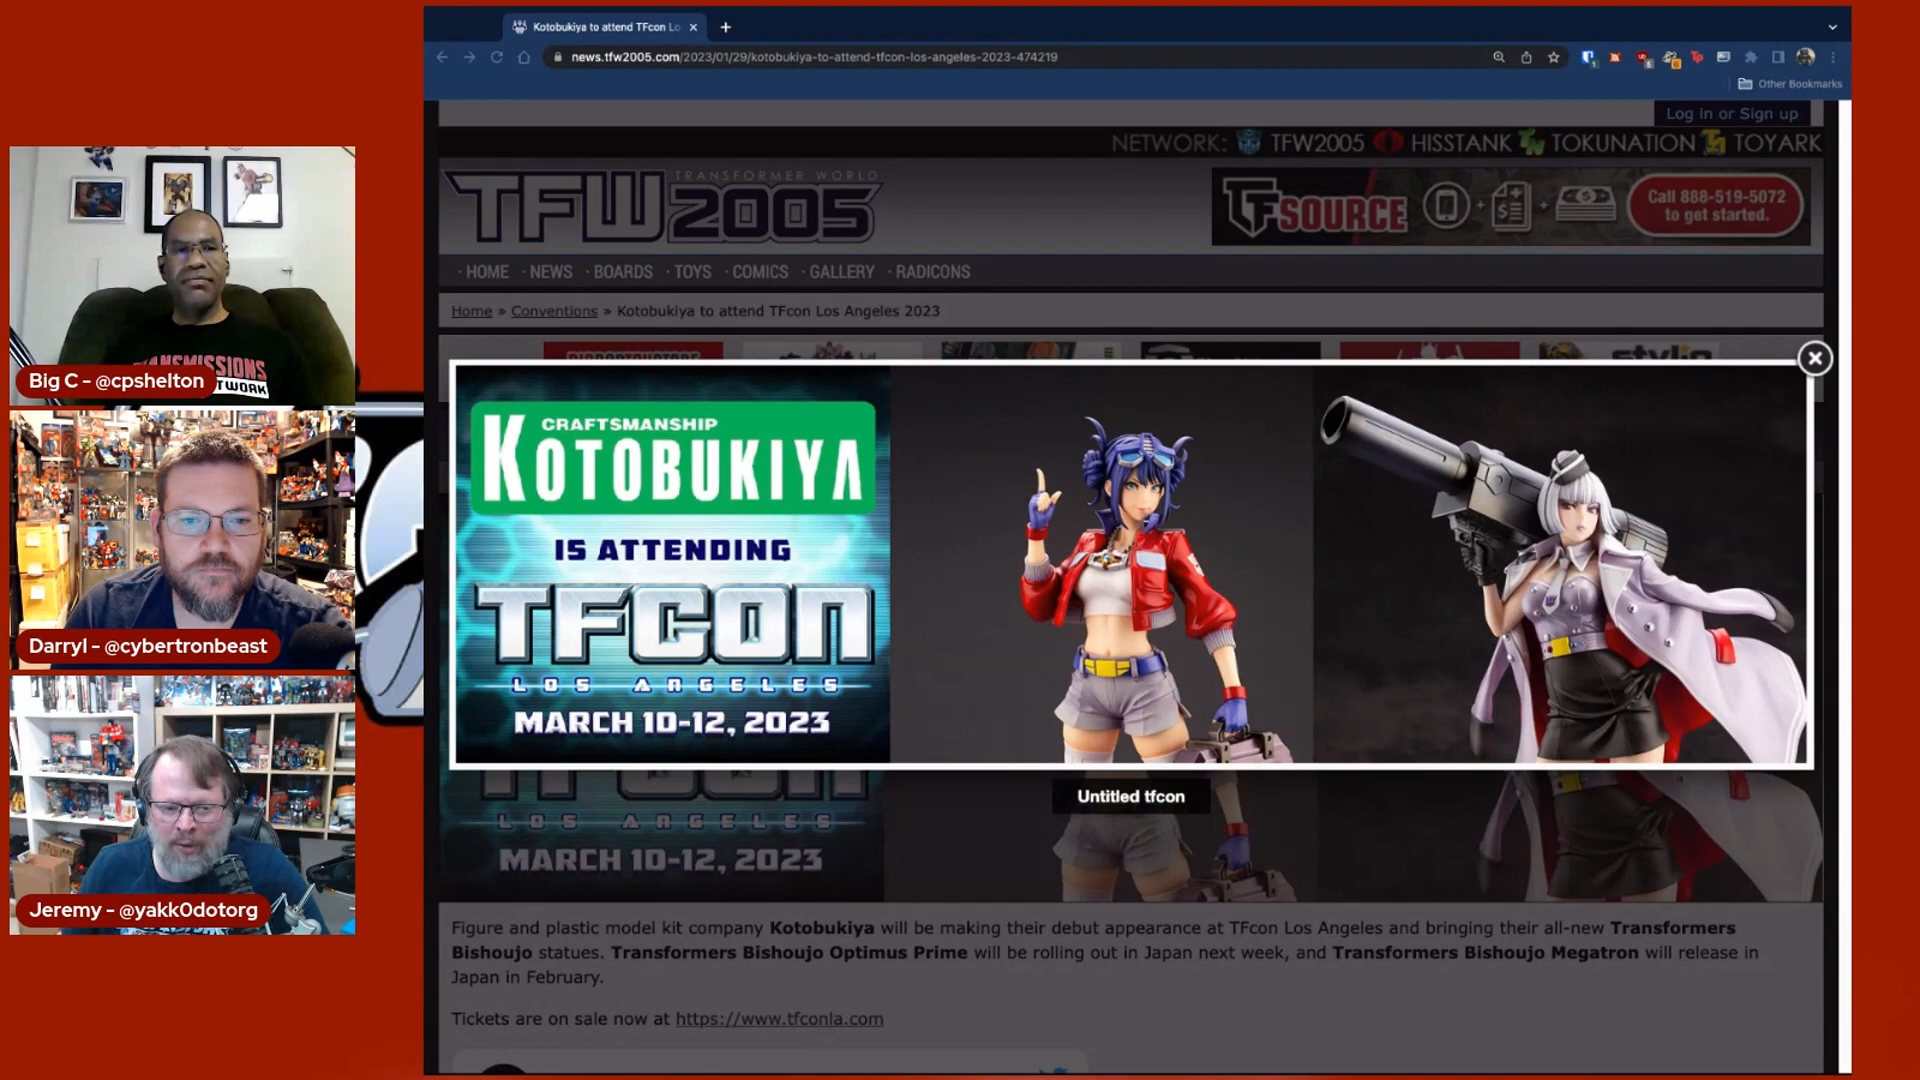 Kotobukiya to attend TFcon Lo
news.tfw2005.com/2023/01/29/kotobukiya-to-attend-tfcon-los-angeles-2023-474219
Other Bookmarks
Log in or Sign up
NETWORK: TFW2005 HISSTANK TOKUNATION TOYARK
TRANSFORMER WORLD
TFW2005
TFSOURCE
Call 888-519-5072
to get started.
· HOME · NEWS · BOARDS · TOYS · COMICS · GALLERY · RADICONS
Home » Conventions » Kotobukiya to attend TFcon Los Angeles 2023
CRAFTSMANSHIP
KOTOBUKIYA
IS ATTENDING
TFCON
LOS ANGELES
MARCH 10-12, 2023
Untitled tfcon
TFCON
LOS ANGELES
MARCH 10-12, 2023
Figure and plastic model kit company Kotobukiya will be making their debut appearance at TFcon Los Angeles and bringing their all-new Transformers
Bishoujo statues. Transformers Bishoujo Optimus Prime will be rolling out in Japan next week, and Transformers Bishoujo Megatron will release in
Japan in February.
Tickets are on sale now at https://www.tfconla.com
Big C - @cpshelton
Darryl - @cybertronbeast
Jeremy - @yakk0dotorg